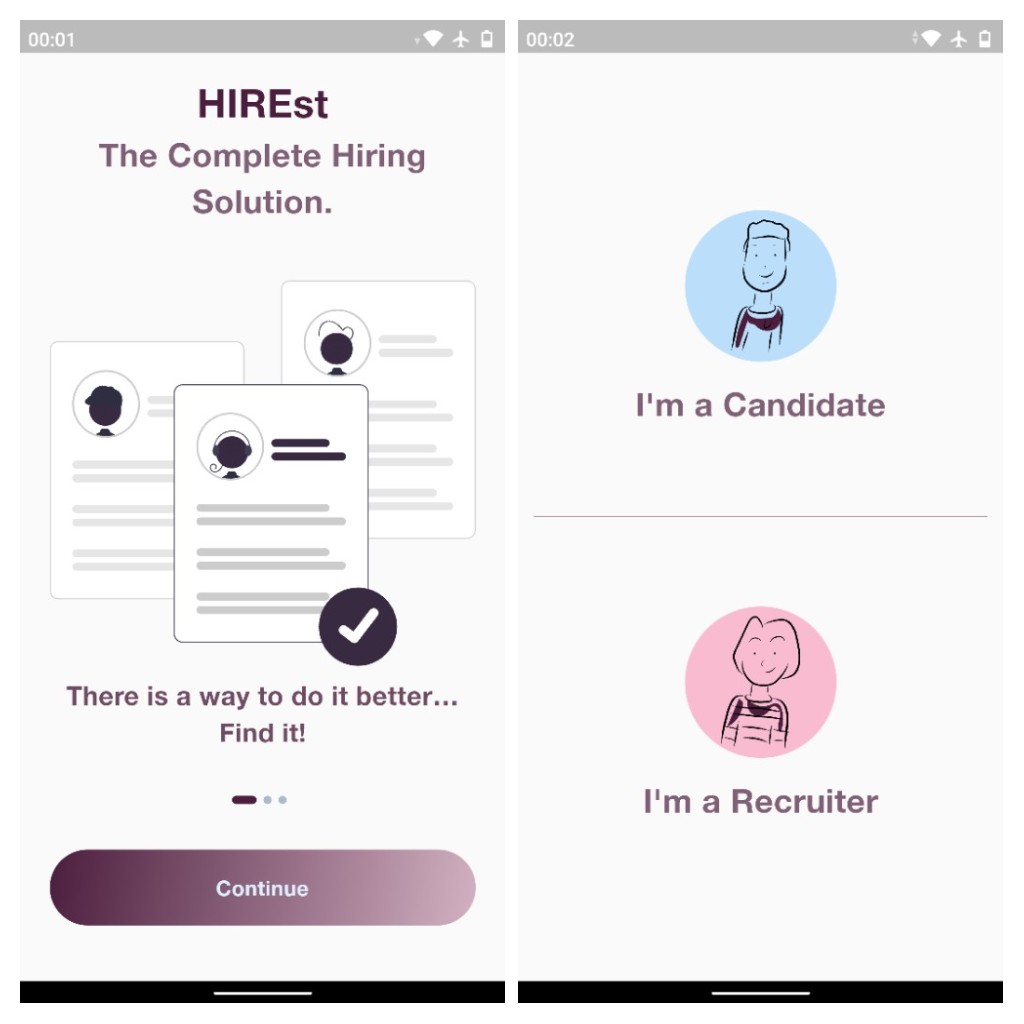 00:01
HIREst
The Complete Hiring
Solution.
There is a way to do it better...
Find it!
Continue
00:02
I'm a Candidate
I'm a Recruiter